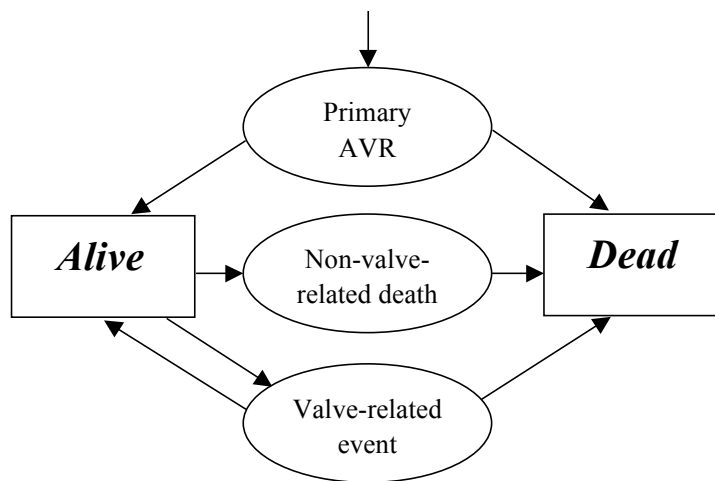 Primary
AVR
Alive
Non-valve-
related death
Dead
Valve-related
event